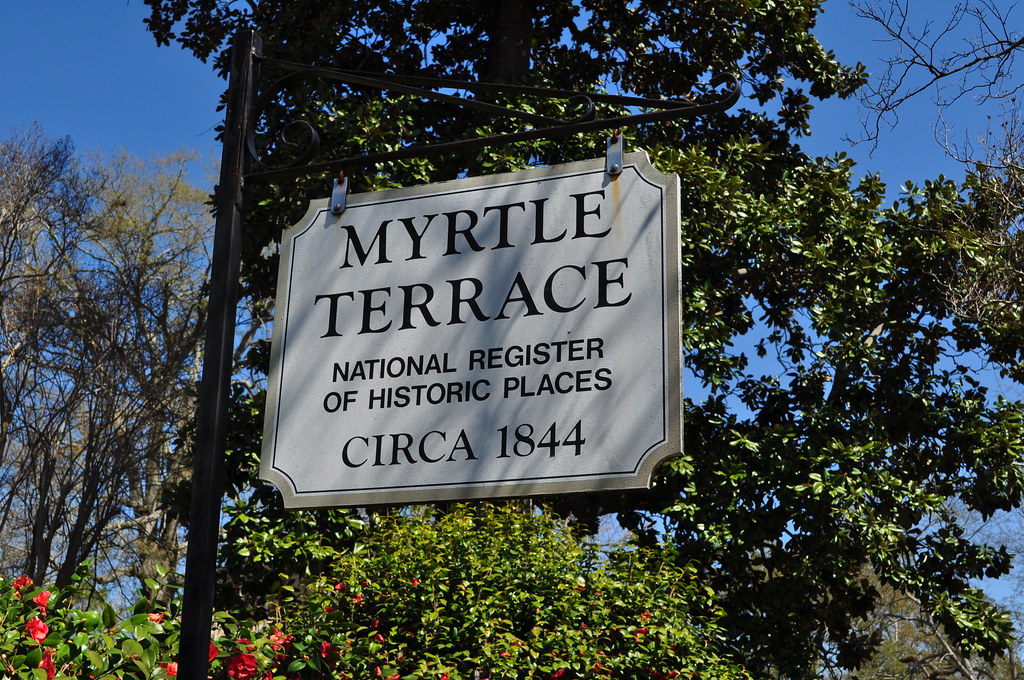 MYRTLE
TERRACE
NATIONAL REGISTER
OF HISTORIC PLACES
CIRCA 1844